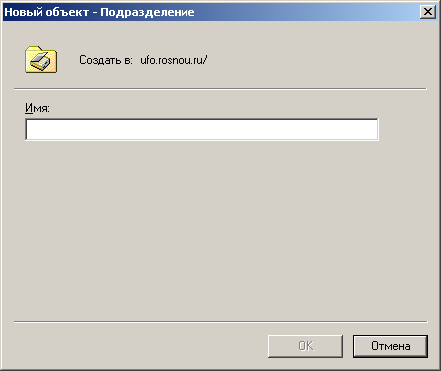 Новый объект - Подразделение
Создать в: ufo.rosnou.ru/
Имя:
OK
Отмена